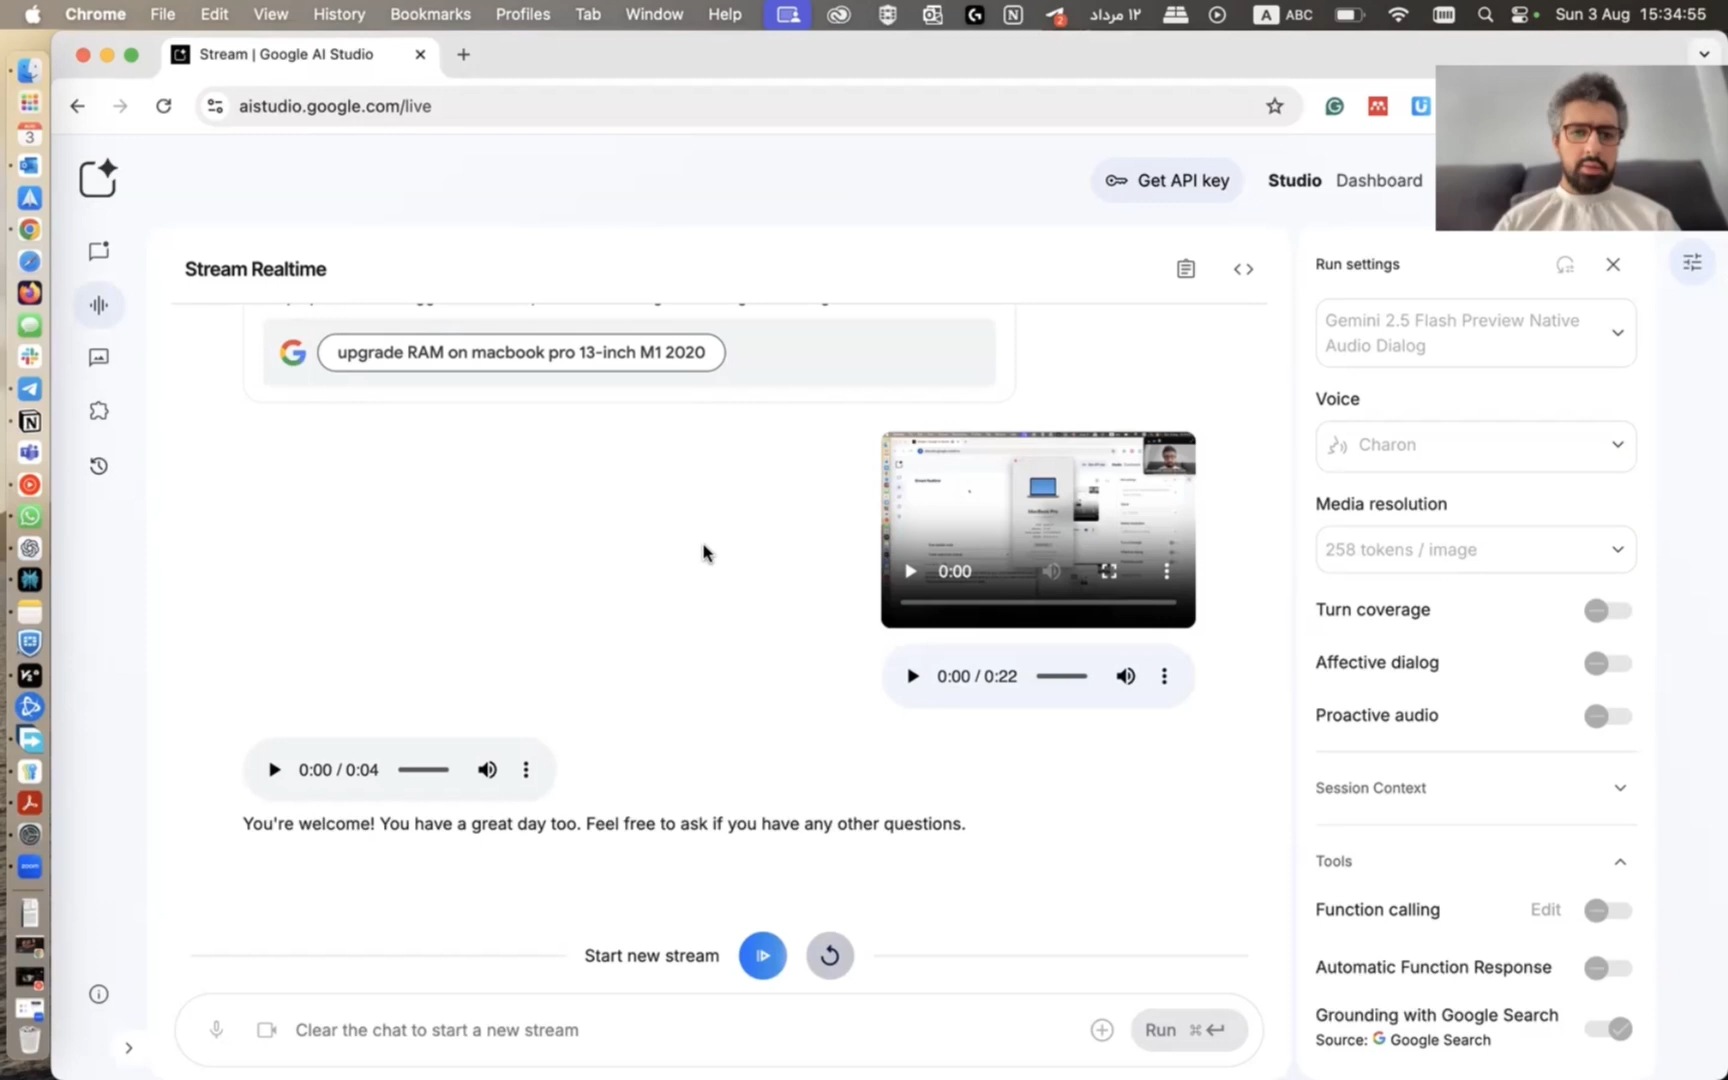 Chrome File Edit View History Bookmarks Profiles Tab Window Help
2
۱۲ مرداد
A ABC
Sun 3 Aug 15:34:55
Stream | Google AI Studio
aistudio.google.com/live
3
Get API key
Studio Dashboard
Stream Realtime
Run settings
upgrade RAM on macbook pro 13-inch M1 2020
Gemini 2.5 Flash Preview Native
Audio Dialog
Voice
Charon
Media resolution
258 tokens / image
MacBook Pro
0:00
Turn coverage
Affective dialog
0:00 / 0:22
Proactive audio
0:00 / 0:04
Session Context
You're welcome! You have a great day too. Feel free to ask if you have any other questions.
Tools
zoom
Function calling Edit
Start new stream
Automatic Function Response
Grounding with Google Search
Source: Google Search
Clear the chat to start a new stream
Run ⌘↵